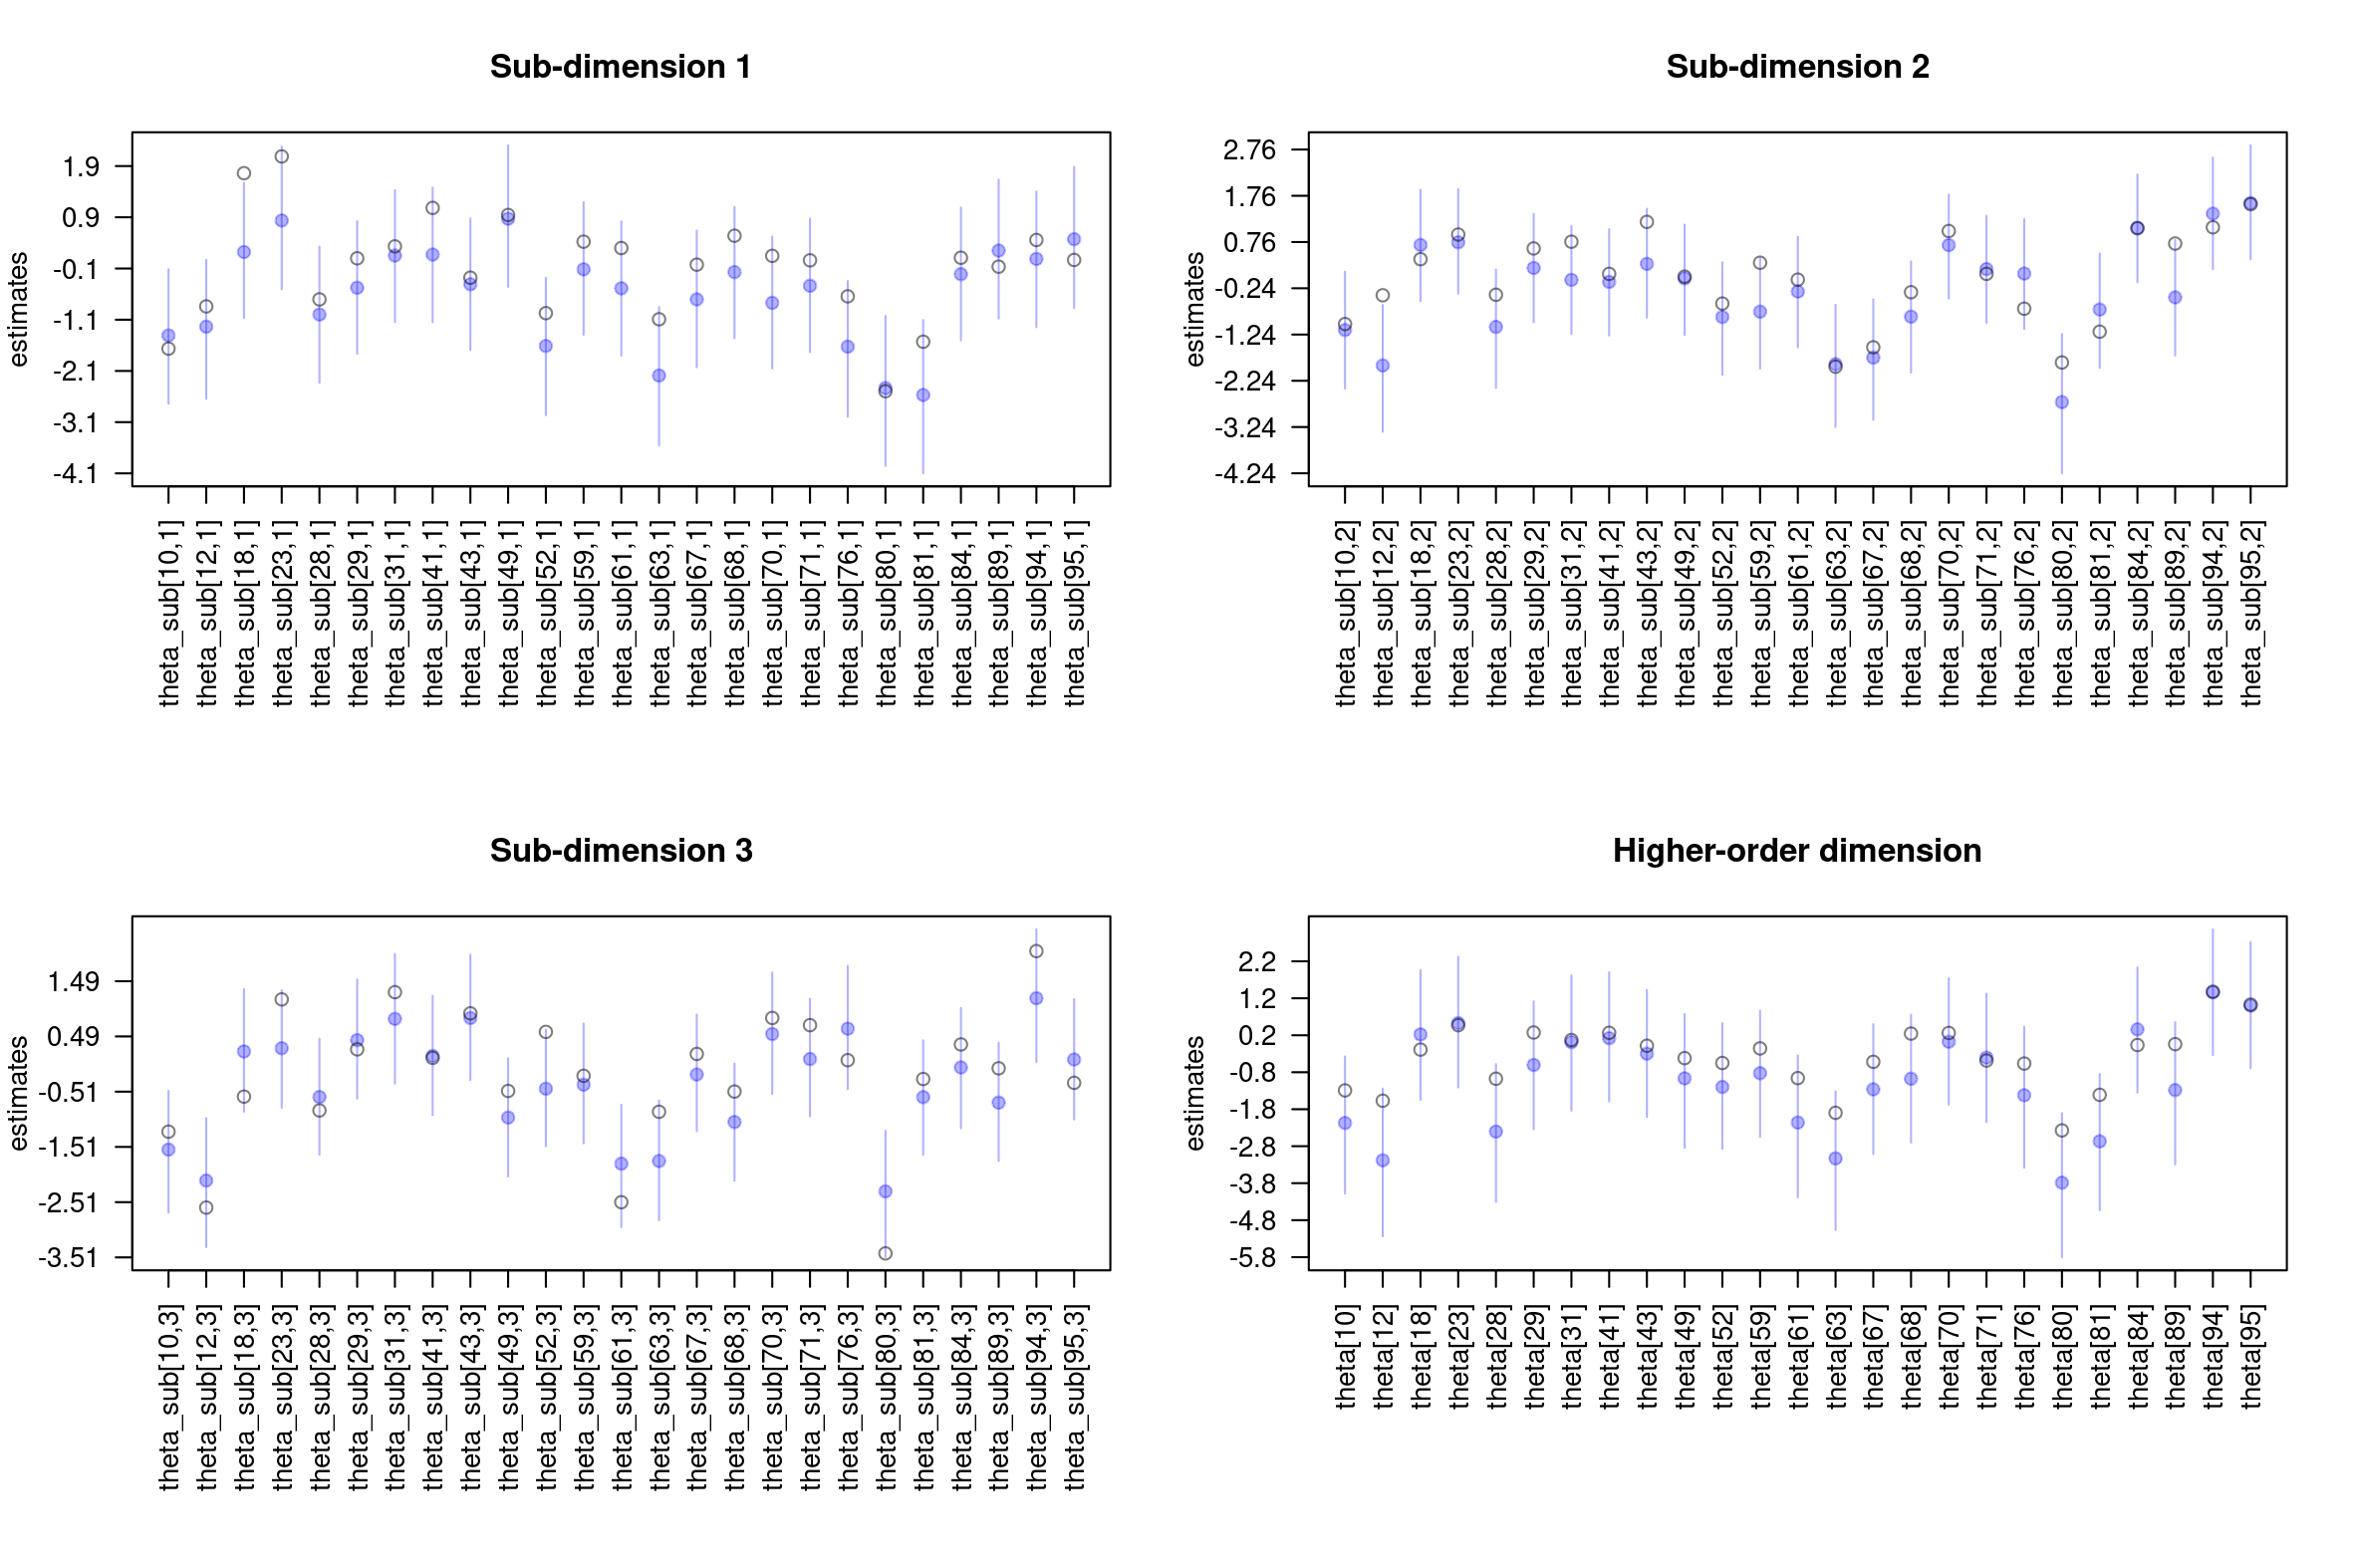 Sub-dimension 1
estimates
1.9
0.9
-0.1
-1.1
-2.1
-3.1
-4.1
theta_sub[10,1]
theta_sub[12,1]
theta_sub[18,1]
theta_sub[23,1]
theta_sub[28,1]
theta_sub[29,1]
theta_sub[31,1]
theta_sub[41,1]
theta_sub[43,1]
theta_sub[49,1]
theta_sub[52,1]
theta_sub[59,1]
theta_sub[61,1]
theta_sub[63,1]
theta_sub[67,1]
theta_sub[68,1]
theta_sub[70,1]
theta_sub[71,1]
theta_sub[76,1]
theta_sub[80,1]
theta_sub[81,1]
theta_sub[84,1]
theta_sub[89,1]
theta_sub[94,1]
theta_sub[95,1]
Sub-dimension 2
estimates
2.76
1.76
0.76
-0.24
-1.24
-2.24
-3.24
-4.24
theta_sub[10,2]
theta_sub[12,2]
theta_sub[18,2]
theta_sub[23,2]
theta_sub[28,2]
theta_sub[29,2]
theta_sub[31,2]
theta_sub[41,2]
theta_sub[43,2]
theta_sub[49,2]
theta_sub[52,2]
theta_sub[59,2]
theta_sub[61,2]
theta_sub[63,2]
theta_sub[67,2]
theta_sub[68,2]
theta_sub[70,2]
theta_sub[71,2]
theta_sub[76,2]
theta_sub[80,2]
theta_sub[81,2]
theta_sub[84,2]
theta_sub[89,2]
theta_sub[94,2]
theta_sub[95,2]
Sub-dimension 3
estimates
1.49
0.49
-0.51
-1.51
-2.51
-3.51
theta_sub[10,3]
theta_sub[12,3]
theta_sub[18,3]
theta_sub[23,3]
theta_sub[28,3]
theta_sub[29,3]
theta_sub[31,3]
theta_sub[41,3]
theta_sub[43,3]
theta_sub[49,3]
theta_sub[52,3]
theta_sub[59,3]
theta_sub[61,3]
theta_sub[63,3]
theta_sub[67,3]
theta_sub[68,3]
theta_sub[70,3]
theta_sub[71,3]
theta_sub[76,3]
theta_sub[80,3]
theta_sub[81,3]
theta_sub[84,3]
theta_sub[89,3]
theta_sub[94,3]
theta_sub[95,3]
Higher-order dimension
estimates
2.2
1.2
0.2
-0.8
-1.8
-2.8
-3.8
-4.8
-5.8
theta[10]
theta[12]
theta[18]
theta[23]
theta[28]
theta[29]
theta[31]
theta[41]
theta[43]
theta[49]
theta[52]
theta[59]
theta[61]
theta[63]
theta[67]
theta[68]
theta[70]
theta[71]
theta[76]
theta[80]
theta[81]
theta[84]
theta[89]
theta[94]
theta[95]